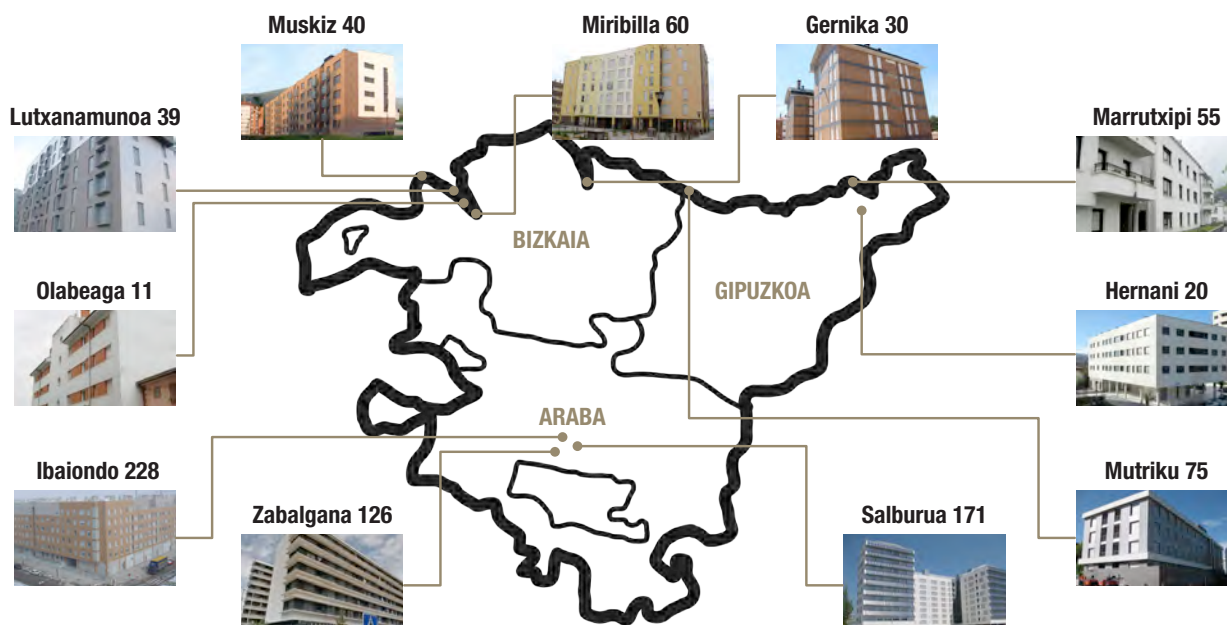 Muskiz 40
Miribilla 60
Gernika 30
Lutxanamunoa 39
Marrutxipi 55
BIZKAIA
Olabeaga 11
GIPUZKOA
Hernani 20
ARABA
Ibaiondo 228
Mutriku 75
Zabalgana 126
Salburua 171